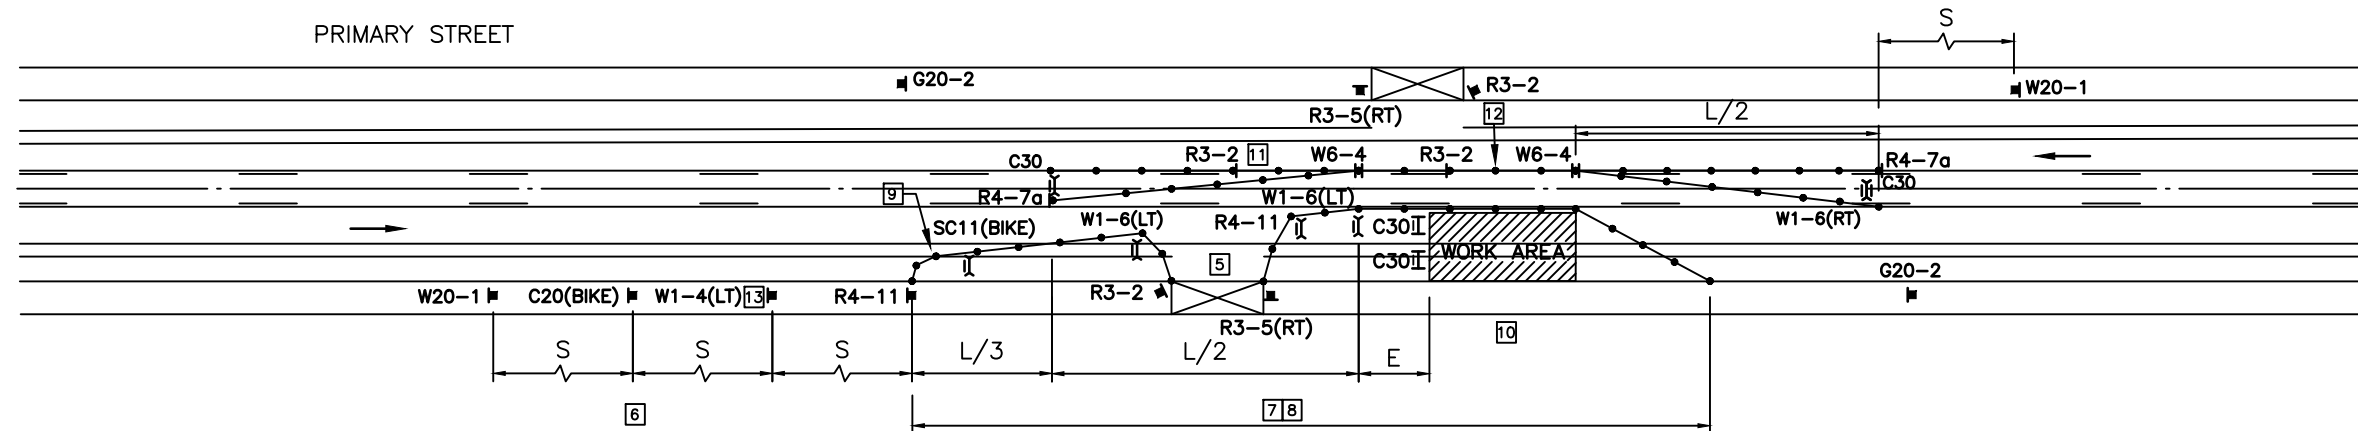 S
PRIMARY STREET
G20-2
R3-2
W20-1
R3-5(RT)
12
L/2
C30
R3-2
11
W6-4
R3-2
W6-4
R4-7a
C30
9
R4-7a
W1-6(LT)
SC11(BIKE)
W1-6(LT)
R4-11
W1-6(RT)
C30
WORK AREA
C30
5
G20-2
W20-1
C20(BIKE)
W1-4(LT)
13
R4-11
R3-2
R3-5(RT)
10
S
S
S
L/3
L/2
E
6
7
8